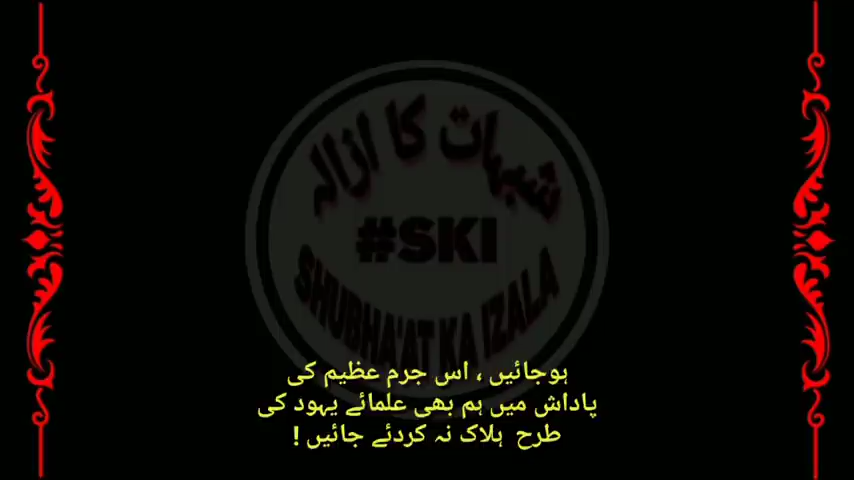 شبہات کا ازالہ
#SKI
SHUBHA'AT KA IZALA
ہوجائیں ، اس جرم عظیم کی
پاداش میں ہم بھی علمائے یہود کی
طرح ہلاک نہ کردئے جائیں !